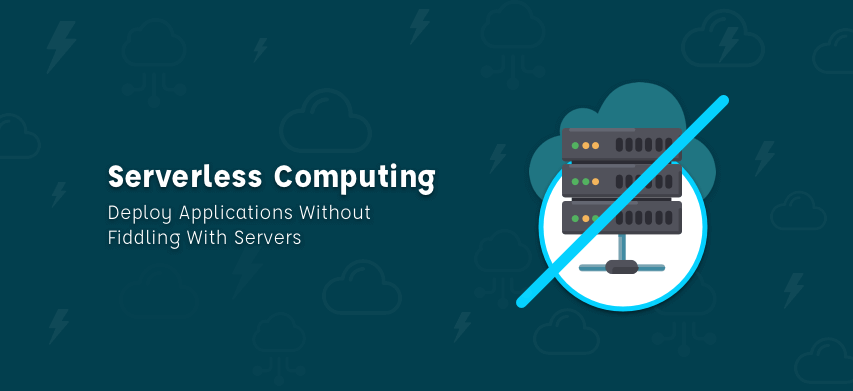 Serverless Computing
Deploy Applications Without
Fiddling With Servers